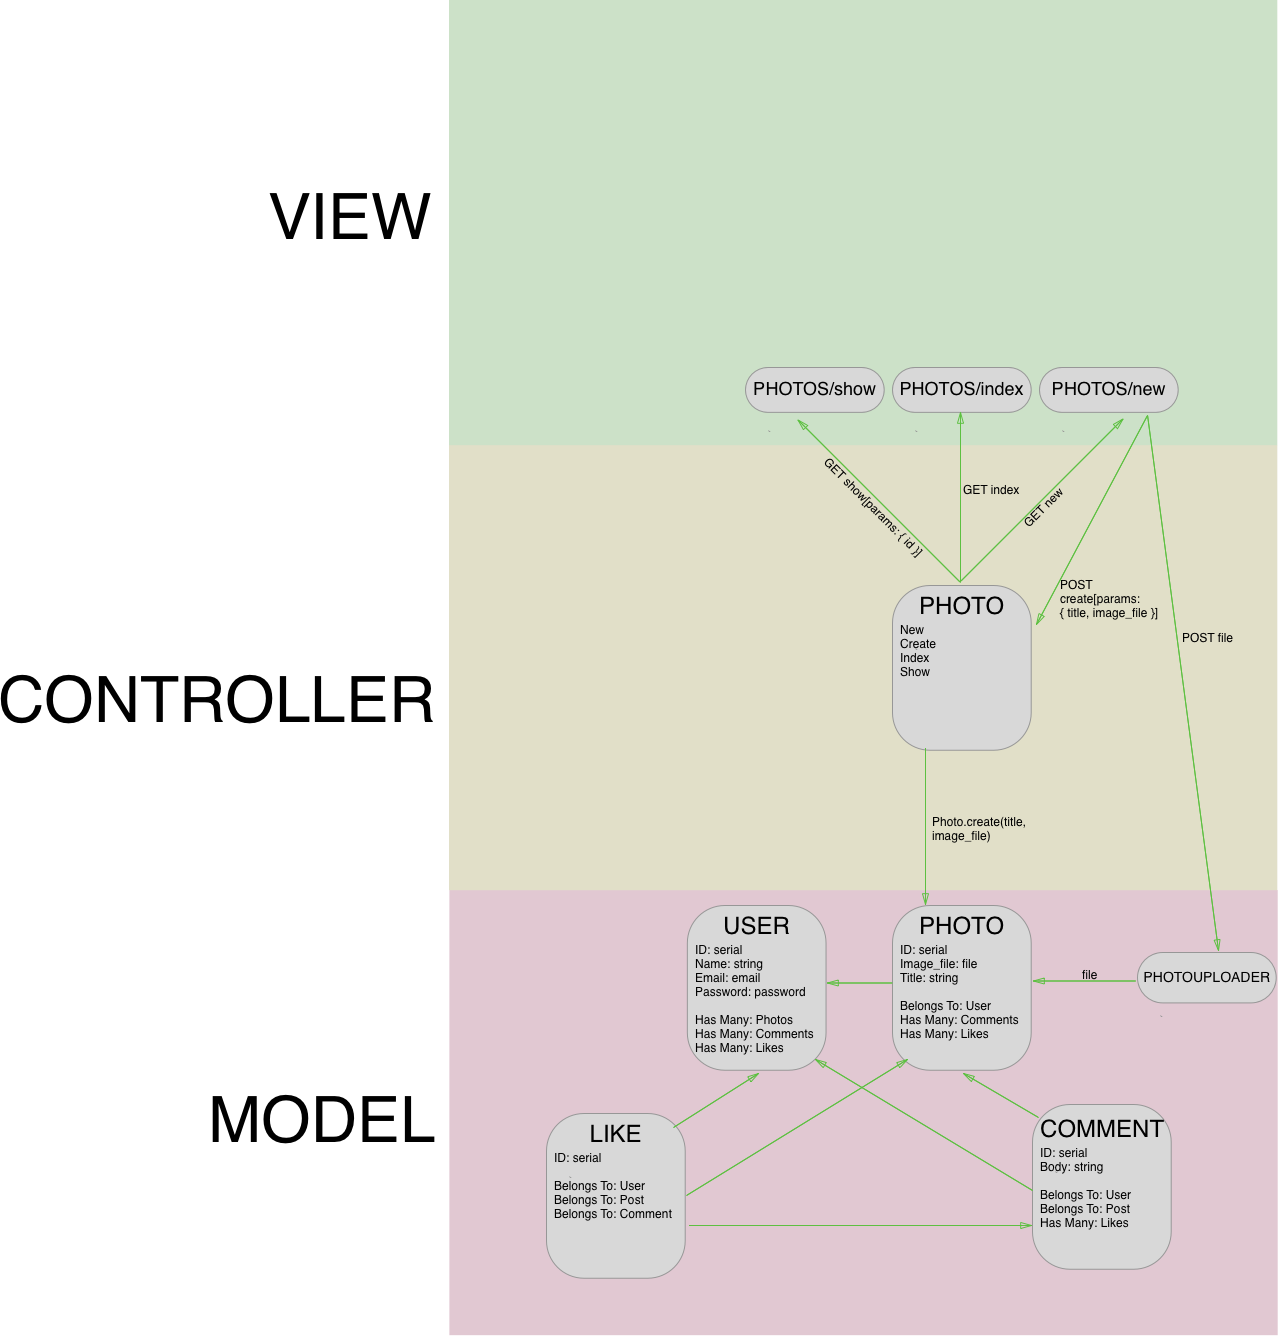 VIEW
PHOTOS/show
PHOTOS/index
PHOTOS/new
GET show[params: { id }]
GET index
GET new
POST
create[params:
{ title, image_file }]
POST file
CONTROLLER
PHOTO
New
Create
Index
Show
Photo.create(title,
image_file)
MODEL
USER
ID: serial
Name: string
Email: email
Password: password
Has Many: Photos
Has Many: Comments
Has Many: Likes
PHOTO
ID: serial
Image_file: file
Title: string
Belongs To: User
Has Many: Comments
Has Many: Likes
file
PHOTOUPLOADER
LIKE
ID: serial
Belongs To: User
Belongs To: Post
Belongs To: Comment
COMMENT
ID: serial
Body: string
Belongs To: User
Belongs To: Post
Has Many: Likes